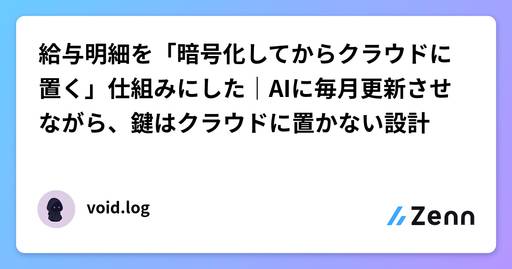 給与明細を「暗号化してからクラウドに
置く」仕組みにした｜AIに毎月更新させ
ながら、鍵はクラウドに置かない設計
void.log
Zenn